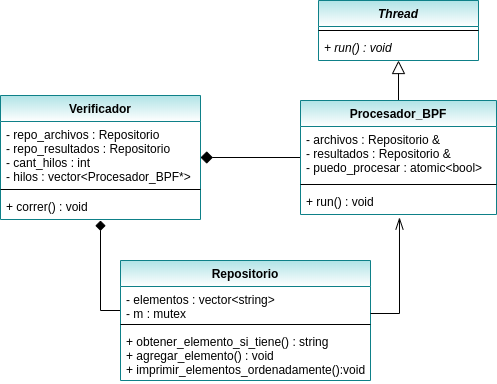 Thread
+ run() : void
Verificador
- repo_archivos : Repositorio
- repo_resultados : Repositorio
- cant_hilos : int
- hilos : vector<Procesador_BPF*>
+ correr() : void
Procesador_BPF
- archivos : Repositorio &
- resultados : Repositorio &
- puedo_procesar : atomic<bool>
+ run() : void
Repositorio
- elementos : vector<string>
- m : mutex
+ obtener_elemento_si_tiene() : string
+ agregar_elemento() : void
+ imprimir_elementos_ordenadamente():void